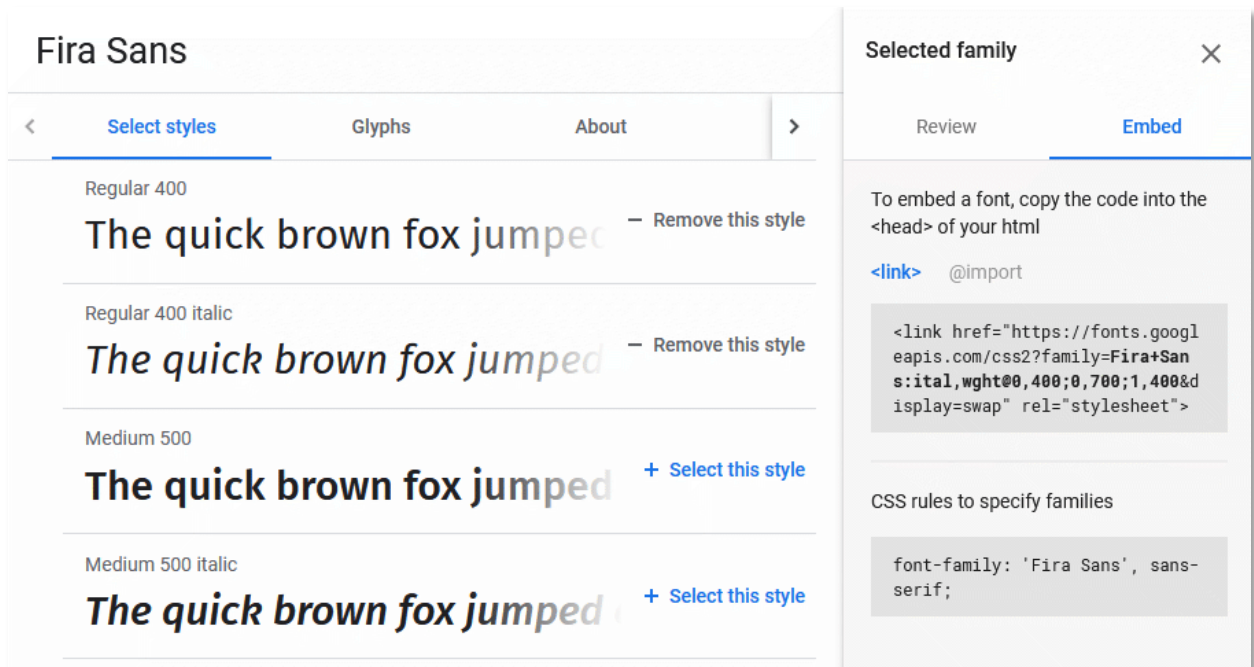 Fira Sans
Select styles Glyphs About
Regular 400
The quick brown fox jumped
− Remove this style
Regular 400 italic
The quick brown fox jumped
− Remove this style
Medium 500
The quick brown fox jumped
+ Select this style
Medium 500 italic
The quick brown fox jumped
+ Select this style
Selected family
Review Embed
To embed a font, copy the code into the
<head> of your html
<link> @import
<link href="https://fonts.googl
eapis.com/css2?family=Fira+San
s:ital,wght@0,400;0,700;1,400&d
isplay=swap" rel="stylesheet">
CSS rules to specify families
font-family: 'Fira Sans', sans-
serif;